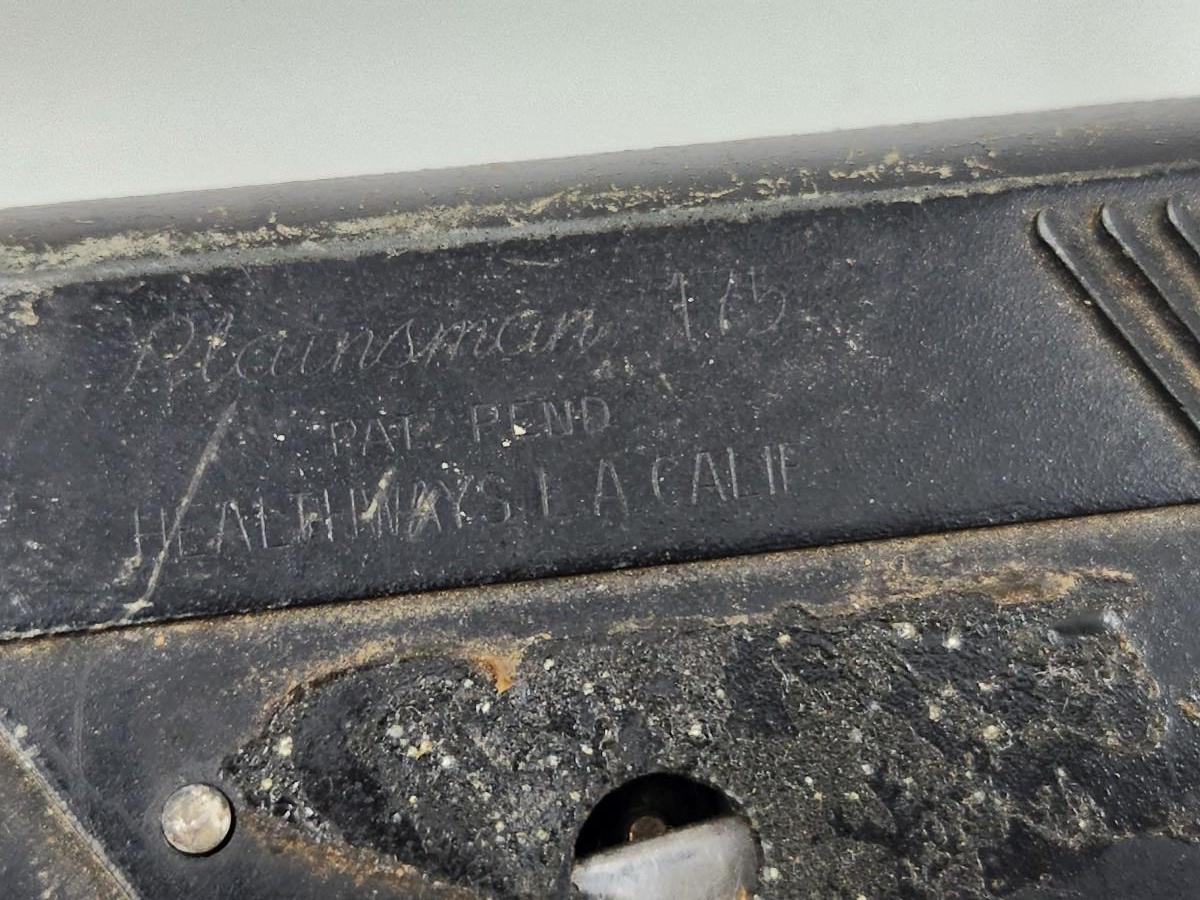 Plainsman 175
PAT PEND
HEALTHWAYS L A CALIF